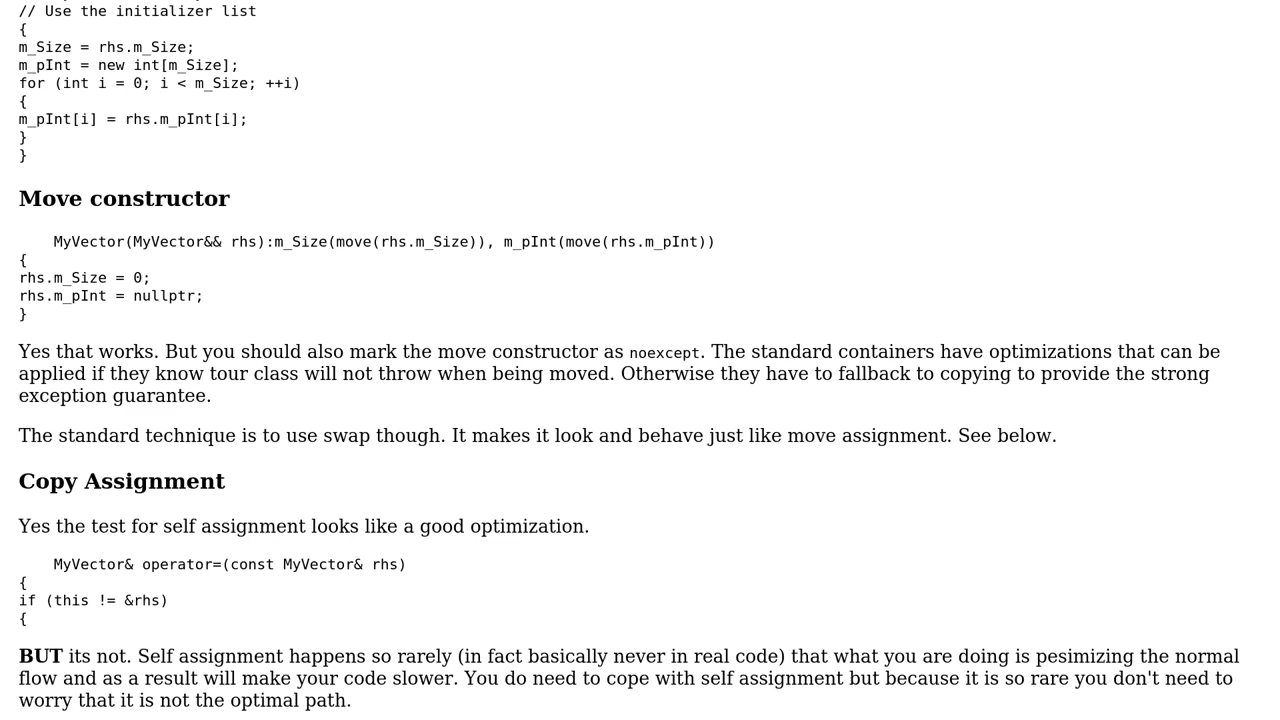 // Use the initializer list
{
m_Size = rhs.m_Size;
m_pInt = new int[m_Size];
for (int i = 0; i < m_Size; ++i)
{
m_pInt[i] = rhs.m_pInt[i];
}
}
Move constructor
MyVector(MyVector&& rhs):m_Size(move(rhs.m_Size)), m_pInt(move(rhs.m_pInt))
{
rhs.m_Size = 0;
rhs.m_pInt = nullptr;
}
Yes that works. But you should also mark the move constructor as noexcept. The standard containers have optimizations that can be
applied if they know tour class will not throw when being moved. Otherwise they have to fallback to copying to provide the strong
exception guarantee.
The standard technique is to use swap though. It makes it look and behave just like move assignment. See below.
Copy Assignment
Yes the test for self assignment looks like a good optimization.
MyVector& operator=(const MyVector& rhs)
{
if (this != &rhs)
{
BUT its not. Self assignment happens so rarely (in fact basically never in real code) that what you are doing is pesimizing the normal
flow and as a result will make your code slower. You do need to cope with self assignment but because it is so rare you don't need to
worry that it is not the optimal path.